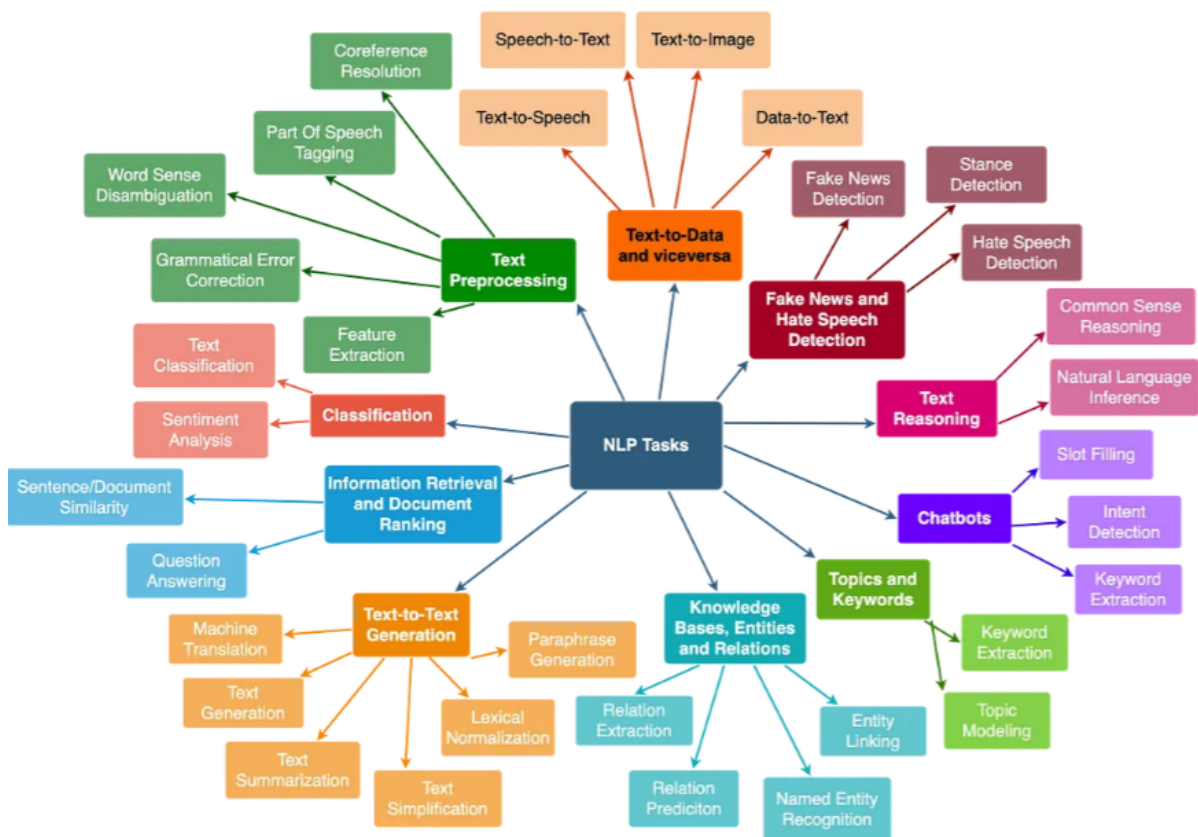 Speech-to-Text
Text-to-Image
Coreference
Resolution
Text-to-Speech
Data-to-Text
Part Of Speech
Tagging
Word Sense
Disambiguation
Fake News
Detection
Stance
Detection
Text-to-Data
and viceversa
Hate Speech
Detection
Grammatical Error
Correction
Text
Preprocessing
Fake News and
Hate Speech
Detection
Common Sense
Reasoning
Feature
Extraction
Text
Classification
Natural Language
Inference
Text
Reasoning
Classification
Sentiment
Analysis
NLP Tasks
Slot Filling
Sentence/Document
Similarity
Information Retrieval
and Document
Ranking
Chatbots
Intent
Detection
Question
Answering
Topics and
Keywords
Keyword
Extraction
Text-to-Text
Generation
Knowledge
Bases, Entities
and Relations
Machine
Translation
Paraphrase
Generation
Keyword
Extraction
Text
Generation
Lexical
Normalization
Relation
Extraction
Entity
Linking
Topic
Modeling
Text
Summarization
Text
Simplification
Relation
Prediciton
Named Entity
Recognition